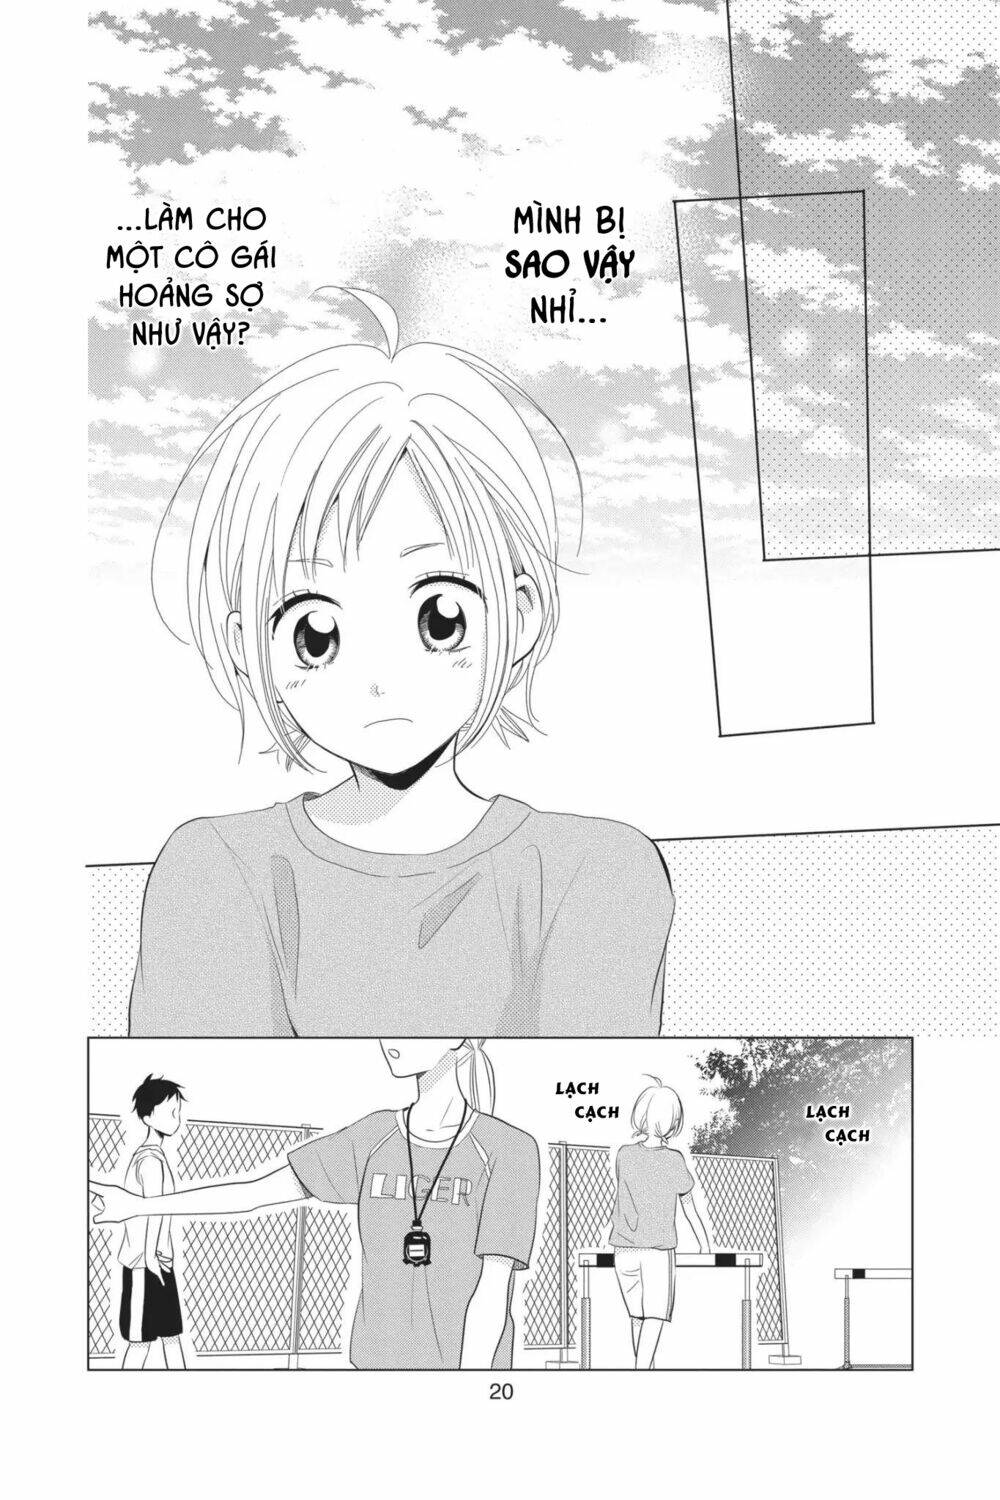 MÌNH BỊ
SAO VẬY
NHỈ...
...LÀM CHO
MỘT CÔ GÁI
HOẢNG SỢ
NHƯ VẬY?
LẠCH
CẠCH
LẠCH
CẠCH
LIGER
20